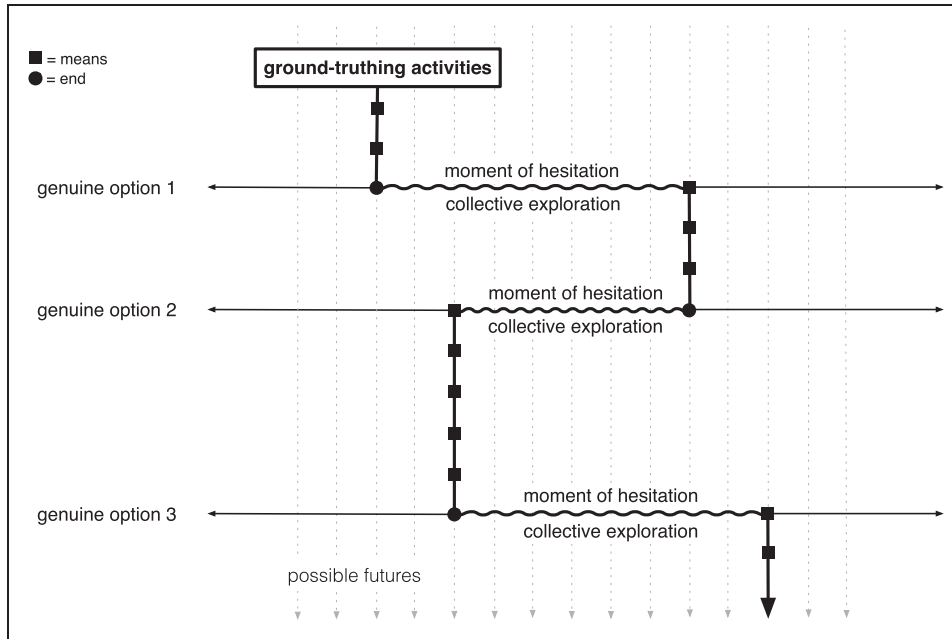 = means
= end
ground-truthing activities
moment of hesitation
genuine option 1
collective exploration
moment of hesitation
genuine option 2
collective exploration
moment of hesitation
genuine option 3
collective exploration
possible futures